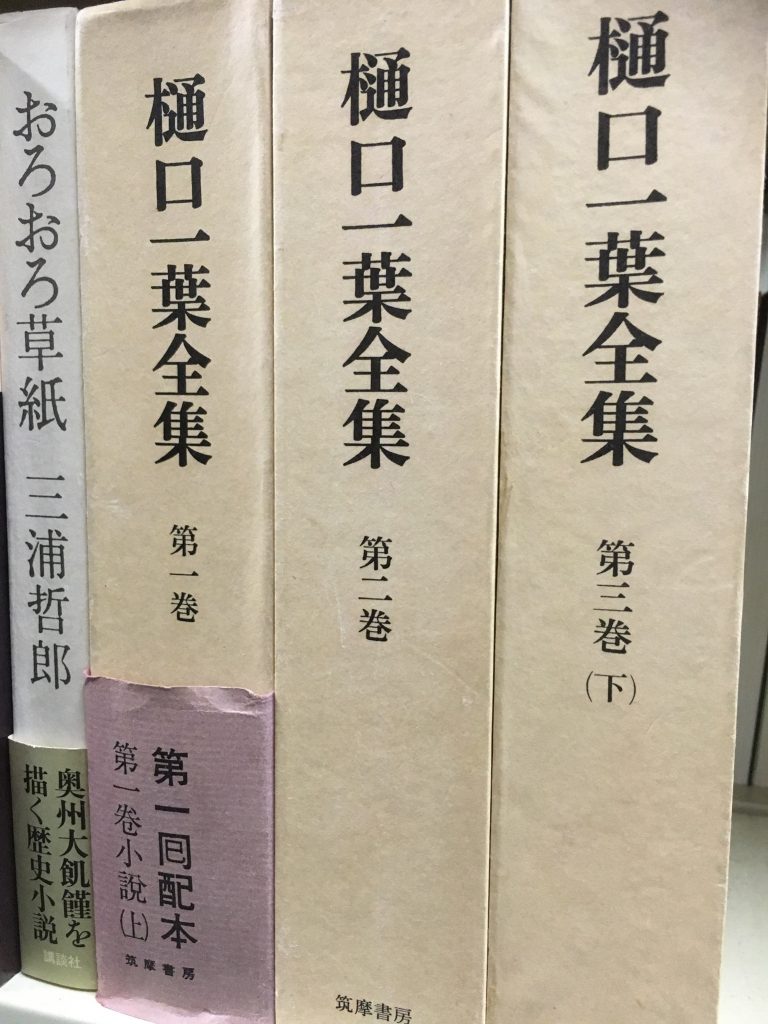 おろおろ草紙 三浦哲郎
奥州大飢饉を
描く歴史小説
講談社
樋口一葉全集
第一巻
第一回配本
第一巻小説(上)
筑摩書房
樋口一葉全集
第二巻
筑摩書房
樋口一葉全集
第三巻(下)